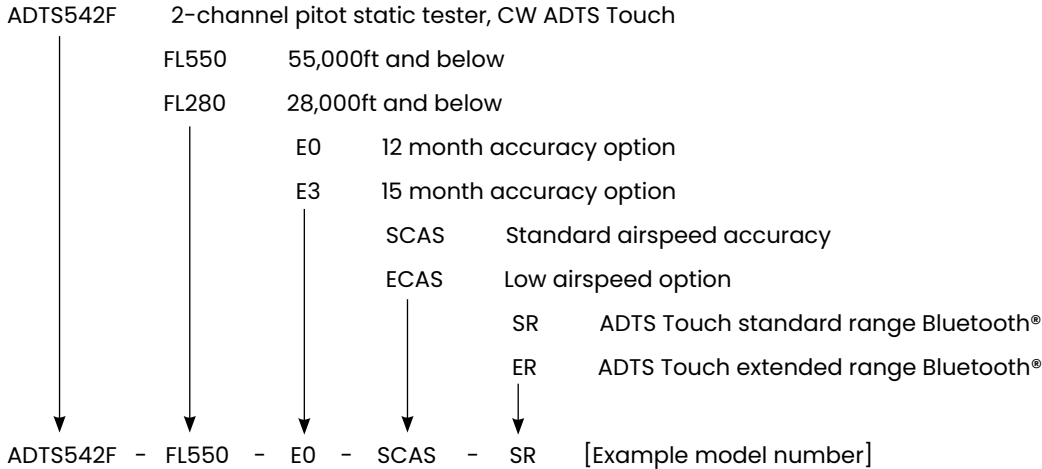 ADTS542F 2-channel pitot static tester, CW ADTS Touch
FL550 55,000ft and below
FL280 28,000ft and below
E0 12 month accuracy option
E3 15 month accuracy option
SCAS Standard airspeed accuracy
ECAS Low airspeed option
SR ADTS Touch standard range Bluetooth®
ER ADTS Touch extended range Bluetooth®
ADTS542F - FL550 - E0 - SCAS - SR [Example model number]